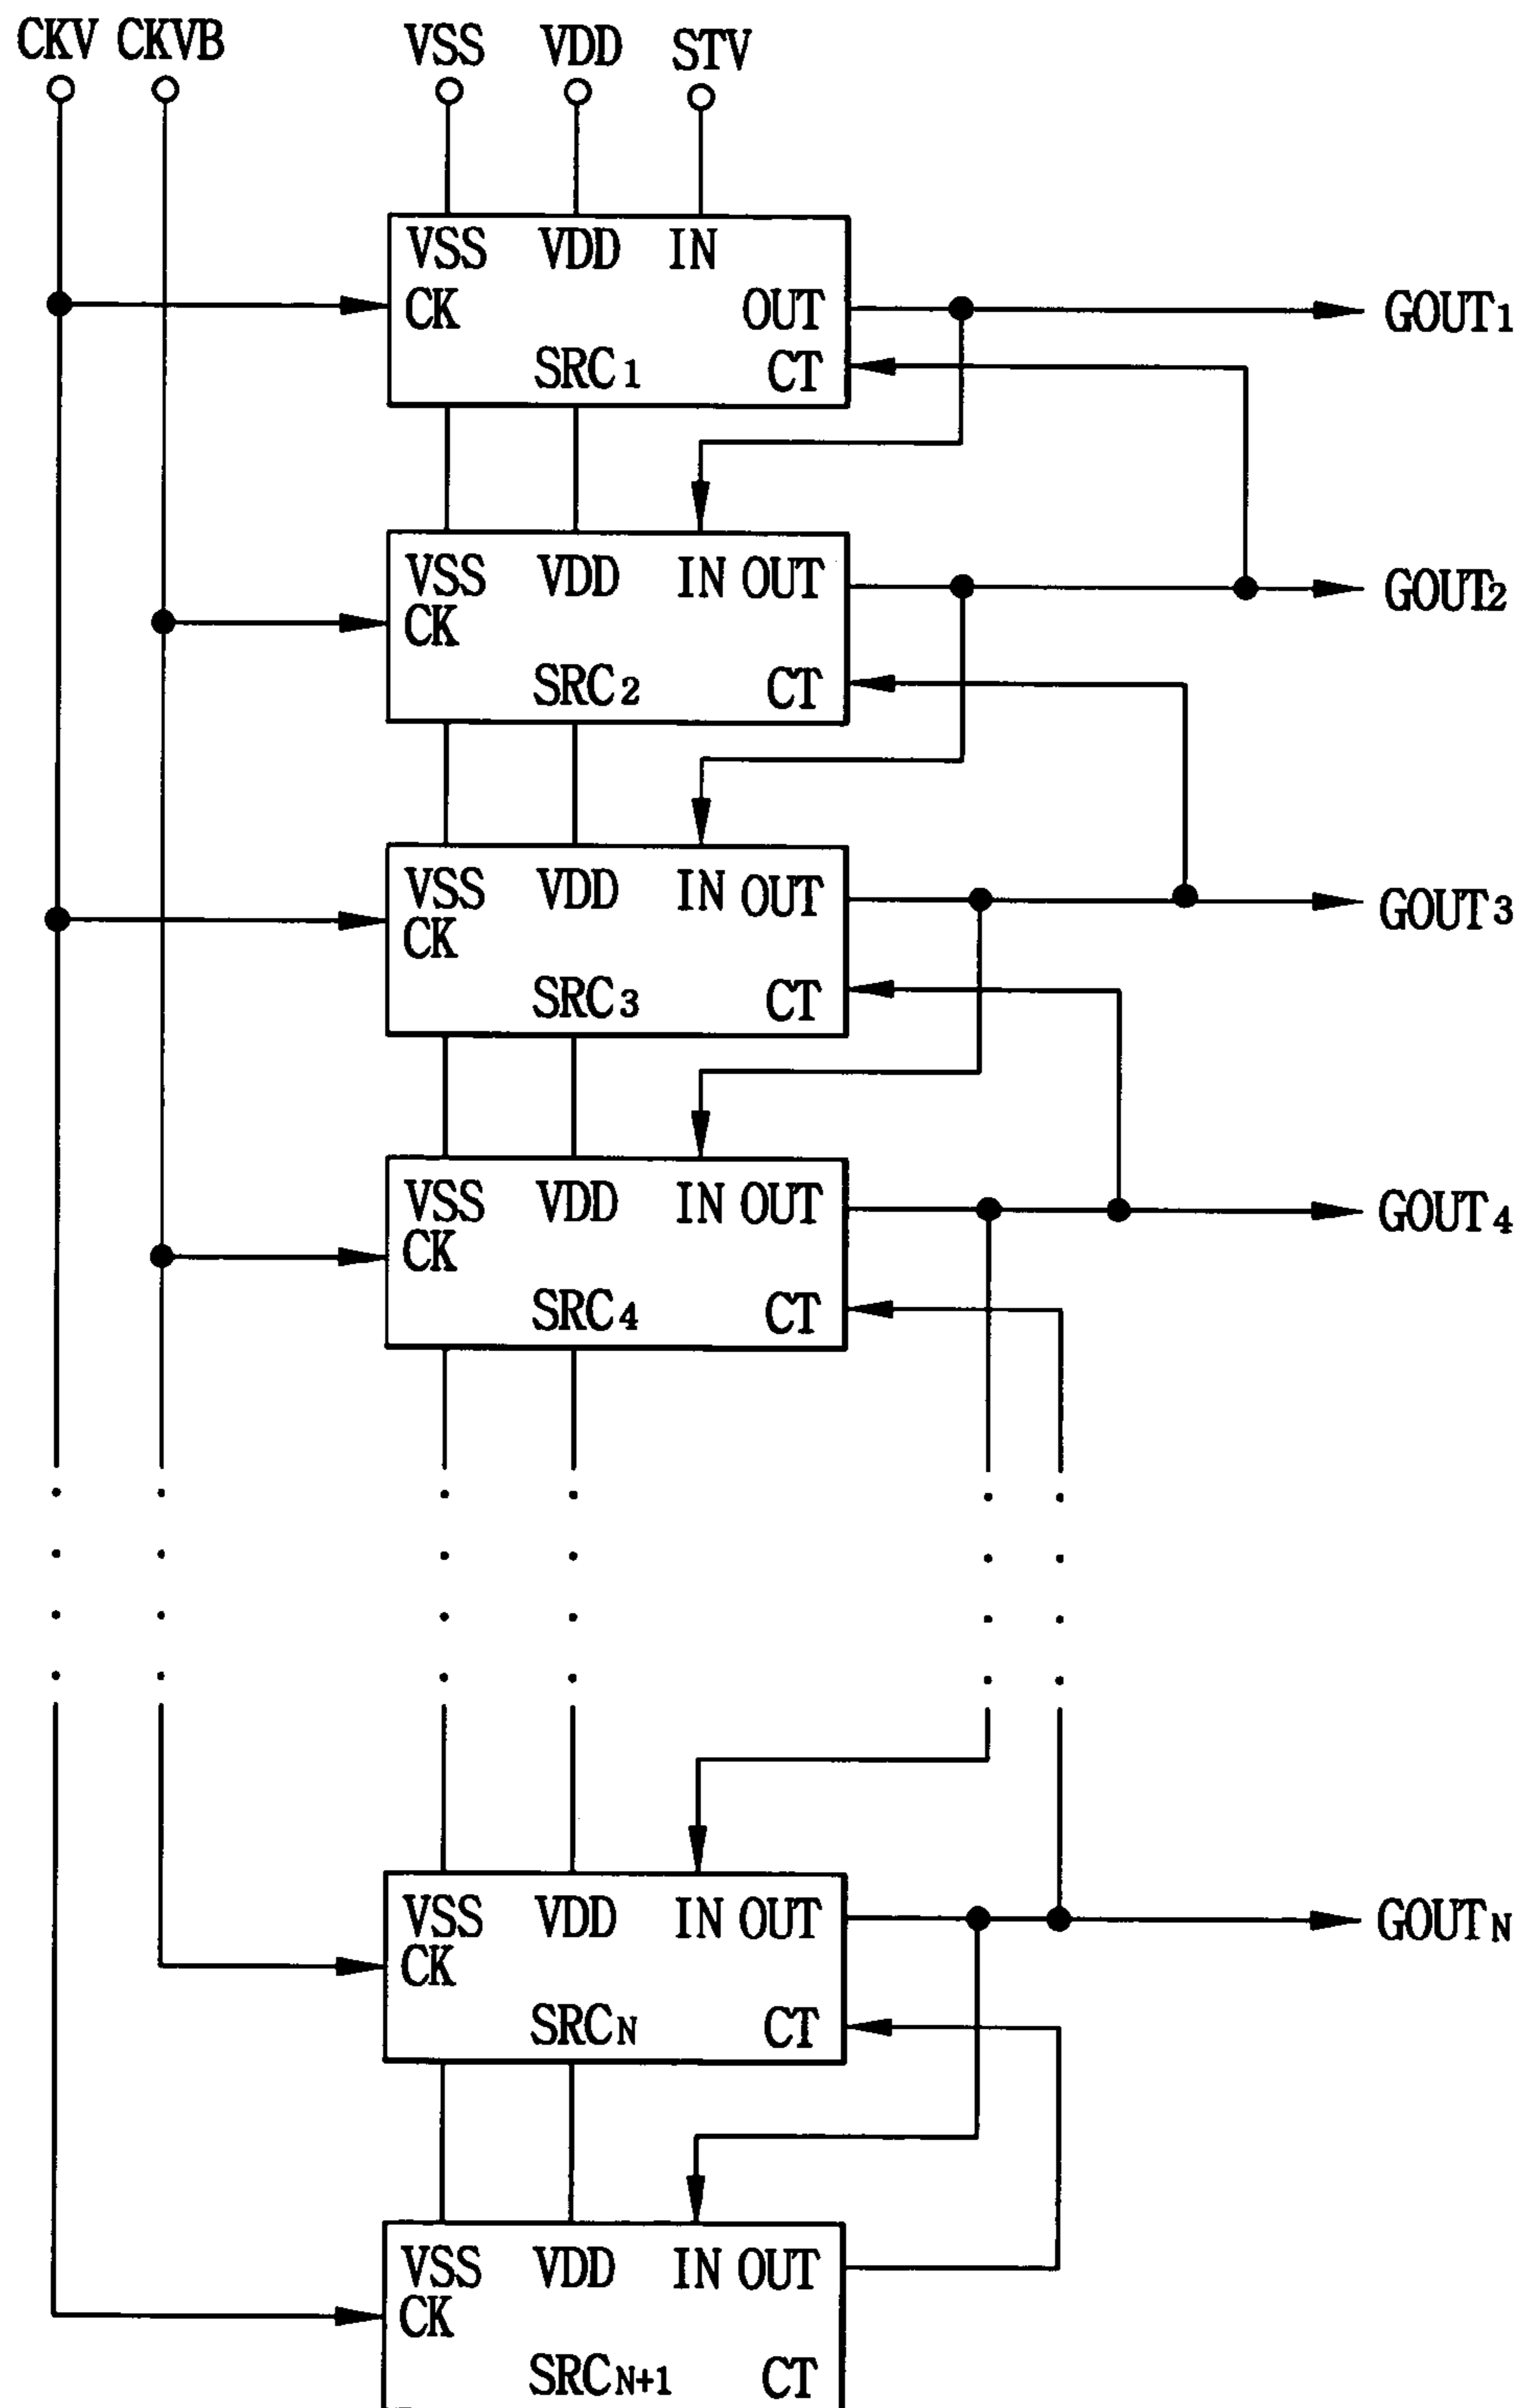 CKV CKVB VSS VDD STV
VSS VDD IN
CK OUT GOUT1
SRC1 CT
VSS VDD IN OUT GOUT2
CK
SRC2 CT
VSS VDD IN OUT GOUT3
CK
SRC3 CT
VSS VDD IN OUT GOUT4
CK
SRC4 CT
VSS VDD IN OUT GOUTN
CK
SRCN CT
VSS VDD IN OUT
CK
SRCN+1 CT